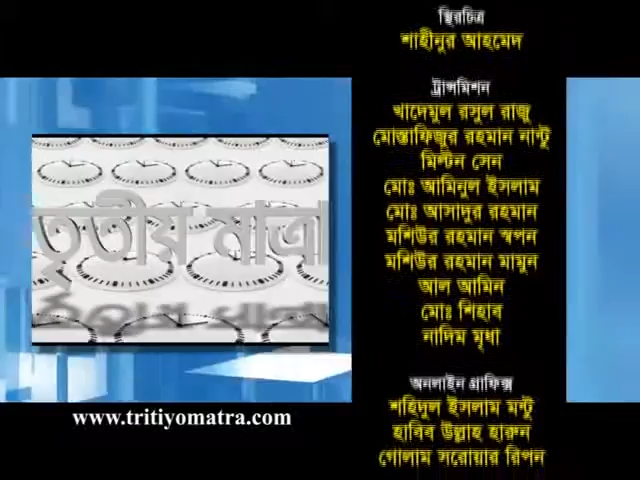 তৃতীয় মাত্রা
www.tritiyomatra.com
স্থিরচিত্র
শাহীনুর আহমেদ
ট্রান্সমিশন
খাদেমুল রসুল রাজু
মোস্তাফিজুর রহমান নান্টু
মিল্টন সেন
মোঃ আমিনুল ইসলাম
মোঃ আসাদুর রহমান
মশিউর রহমান স্বপন
মশিউর রহমান মামুন
আল আমিন
মোঃ শিহাব
নাদিম মৃধা
অনলাইন গ্রাফিক্স
শহিদুল ইসলাম মন্টু
হাবিব উল্লাহ হারুন
গোলাম সরোয়ার রিপন